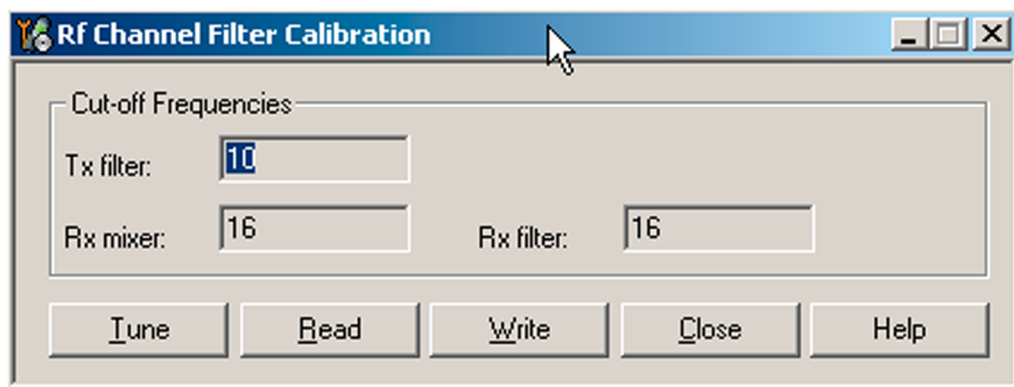 Rf Channel Filter Calibration
Cut-off Frequencies
Tx filter: 10
Rx mixer: 16 Rx filter: 16
Tune Read Write Close Help